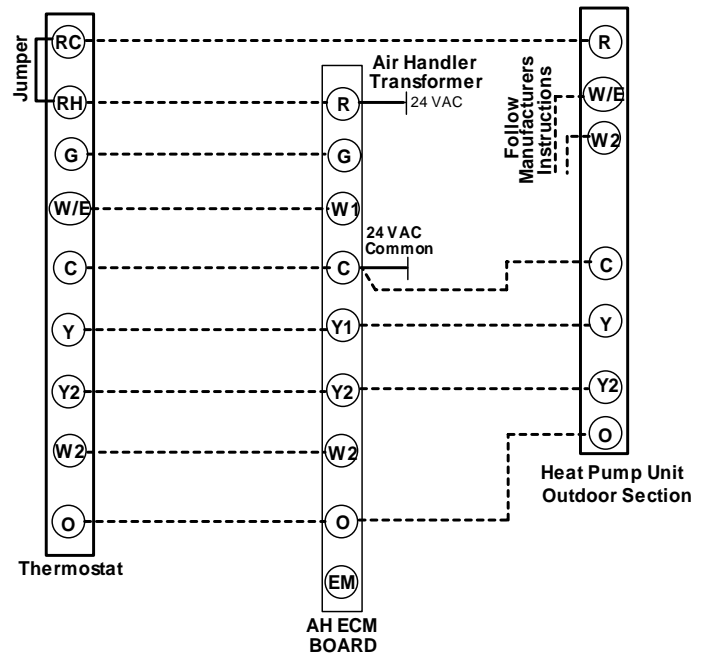 Jumper
RC
RH
G
W/E
C
Y
Y2
W2
O
Thermostat
Air Handler
Transformer
24 VAC
R
G
W1
24 VAC
Common
C
Y1
Y2
W2
O
EM
AH ECM
BOARD
Follow
Manufacturers
Instructions
R
W/E
W2
C
Y
Y2
O
Heat Pump Unit
Outdoor Section